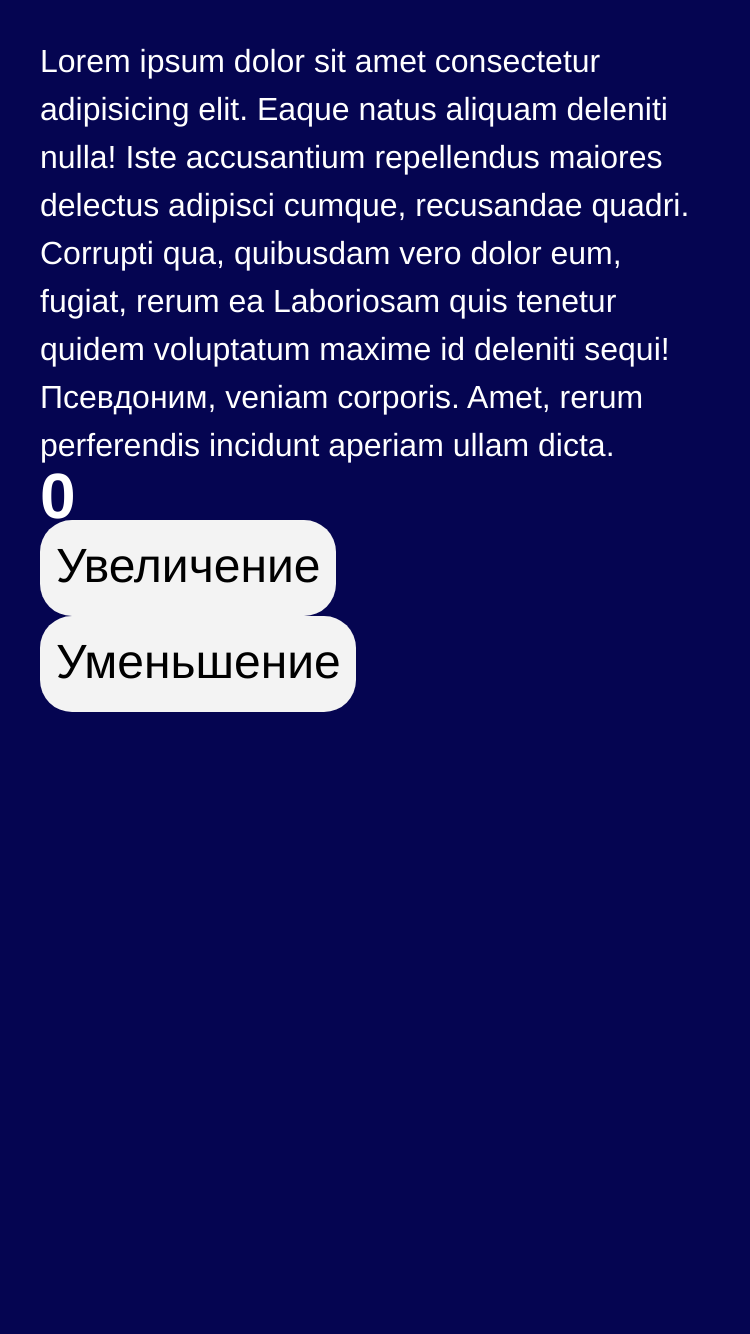 Lorem ipsum dolor sit amet consectetur
adipisicing elit. Eaque natus aliquam deleniti
nulla! Iste accusantium repellendus maiores
delectus adipisci cumque, recusandae quadri.
Corrupti qua, quibusdam vero dolor eum,
fugiat, rerum ea Laboriosam quis tenetur
quidem voluptatum maxime id deleniti sequi!
Псевдоним, veniam corporis. Amet, rerum
perferendis incidunt aperiam ullam dicta.
0
Увеличение
Уменьшение